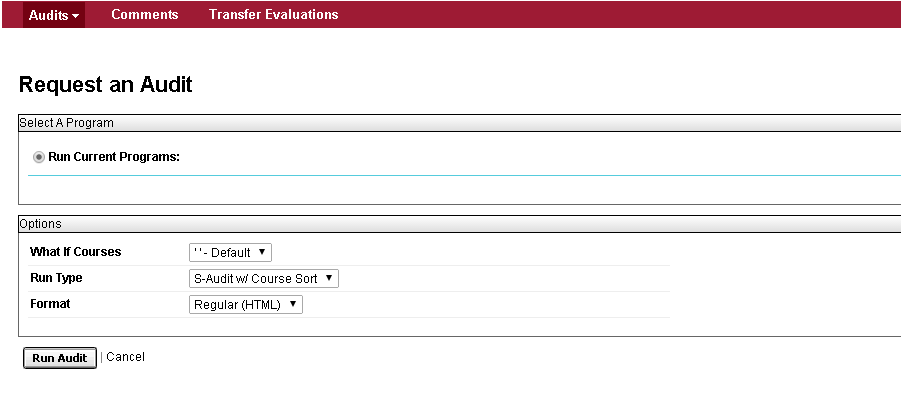 Audits Comments Transfer Evaluations
Request an Audit
Select A Program
Run Current Programs:
Options
What If Courses ' ' - Default
Run Type S-Audit w/ Course Sort
Format Regular (HTML)
Run Audit | Cancel